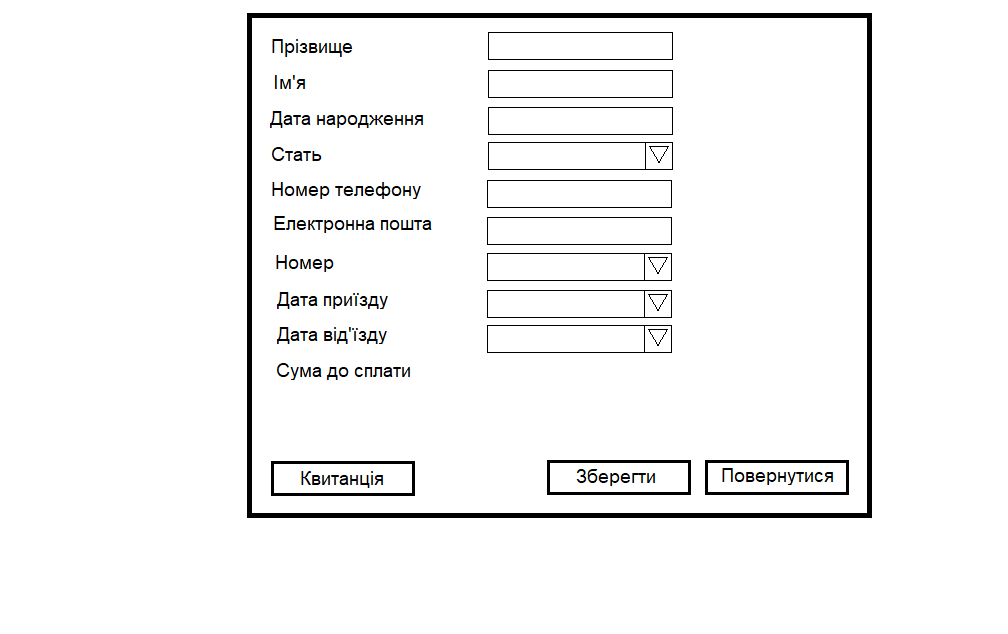 Прізвище
Ім'я
Дата народження
Стать
Номер телефону
Електронна пошта
Номер
Дата приїзду
Дата від'їзду
Сума до сплати
Квитанція
Зберегти
Повернутися